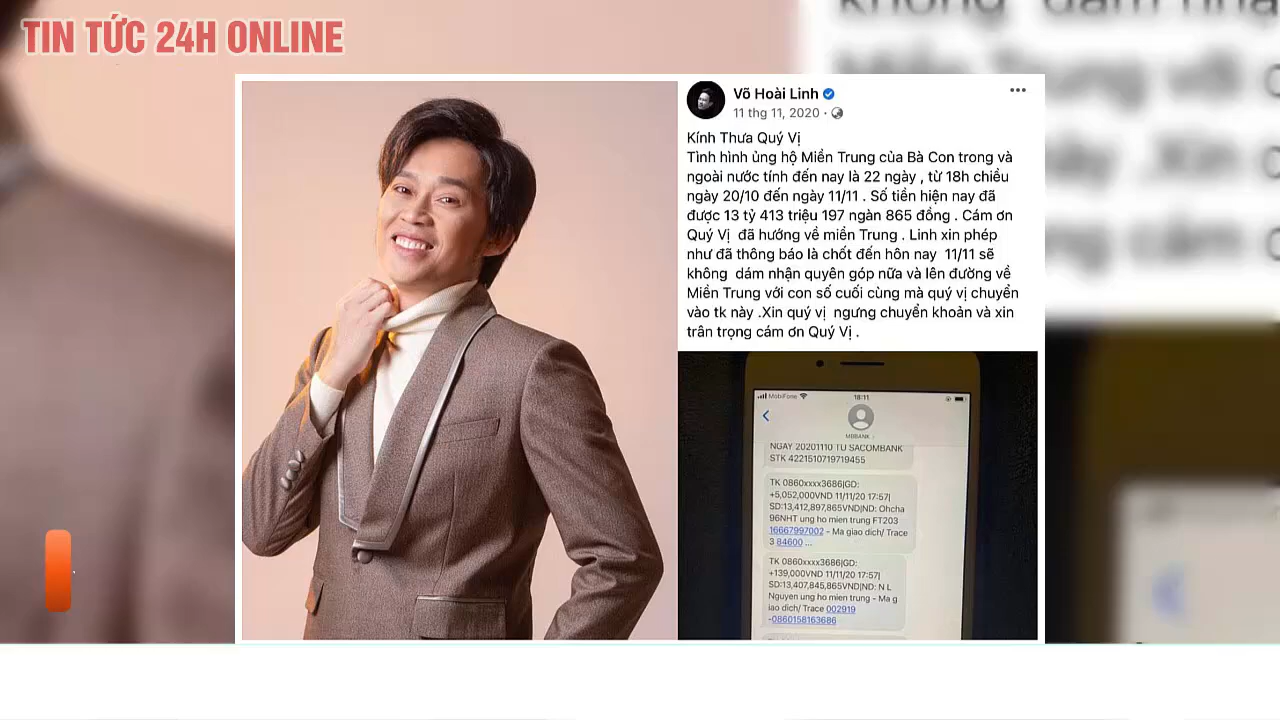 TIN TỨC 24H ONLINE
Võ Hoài Linh
11 thg 11, 2020 ·
Kính Thưa Quý Vị
Tình hình ủng hộ Miền Trung của Bà Con trong và
ngoài nước tính đến nay là 22 ngày , từ 18h chiều
ngày 20/10 đến ngày 11/11 . Số tiền hiện nay đã
được 13 tỷ 413 triệu 197 ngàn 865 đồng . Cám ơn
Quý Vị  đã hướng về miền Trung . Linh xin phép
như đã thông báo là chốt đến hôn nay  11/11 sẽ
không  dám nhận quyên góp nữa và lên đường về
Miền Trung với con số cuối cùng mà quý vị chuyển
vào tk này .Xin quý vị  ngưng chuyển khoản và xin
trân trọng cám ơn Quý Vị .
MobiFone 18:11
MBBANK
NGAY 20201110 TU SACOMBANK
STK 4221510719719455
TK 0860xxxx3686|GD:
+5,052,000VND 11/11/20 17:57|
SD:13,412,897,865VND|ND: Ohcha
96NHT ung ho mien trung FT203
16667997002 - Ma giao dich/ Trace
3 84600 ...
TK 0860xxxx3686|GD:
+139,000VND 11/11/20 17:57|
SD:13,407,845,865VND|ND: N L
Nguyen ung ho mien trung - Ma g
iao dich/ Trace 002919
-0860158163686